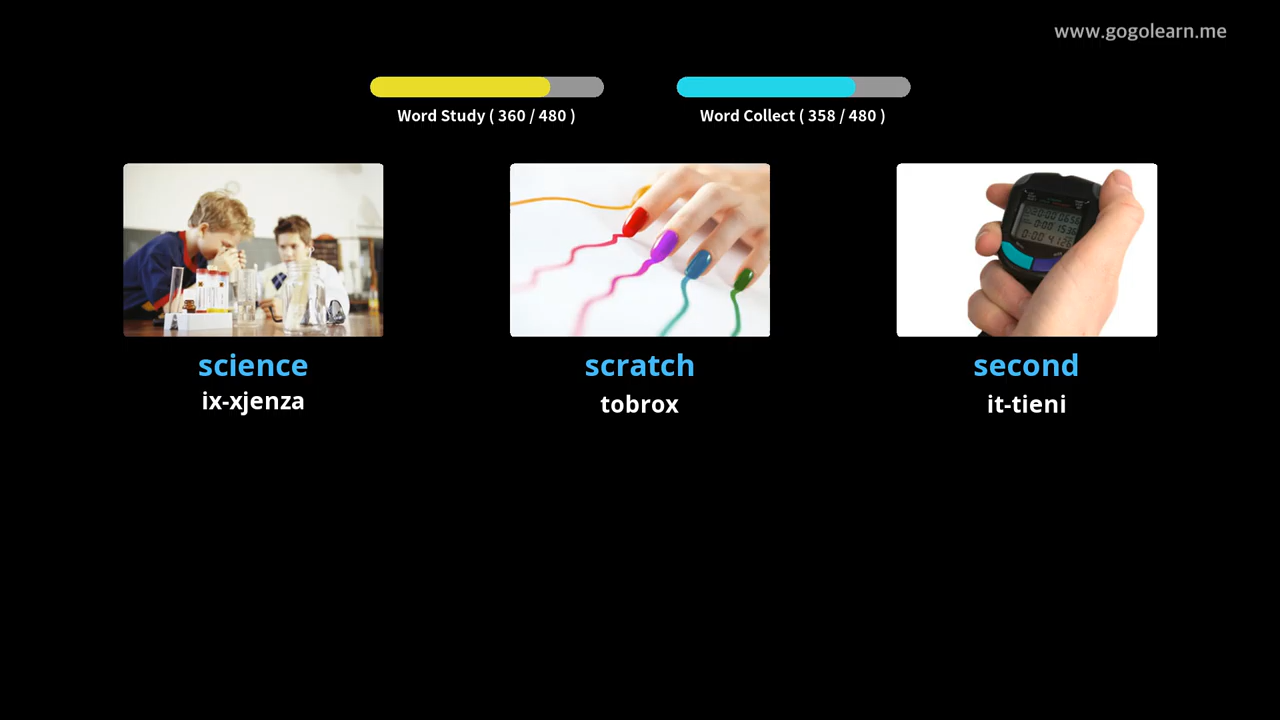 www.gogolearn.me
Word Study ( 360 / 480 )
Word Collect ( 358 / 480 )
science
ix-xjenza
scratch
tobrox
second
it-tieni